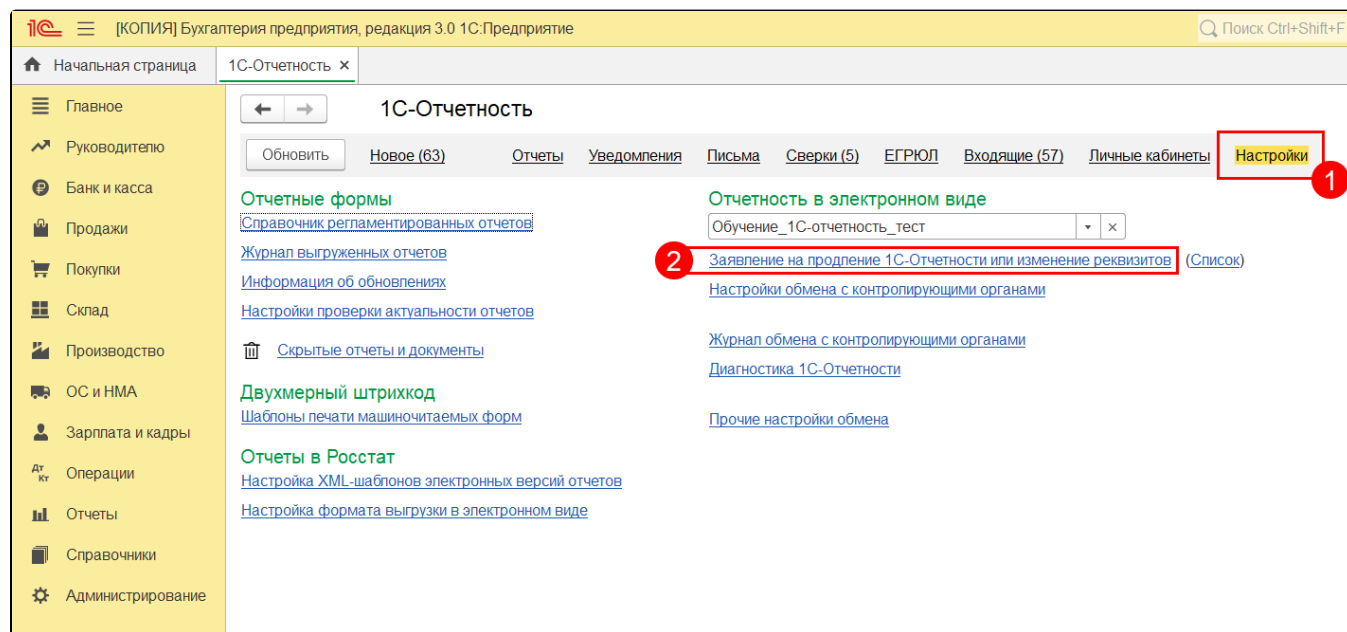 1С [КОПИЯ] Бухгалтерия предприятия, редакция 3.0 1С:Предприятие Поиск Ctrl+Shift+F
Начальная страница 1С-Отчетность ×
Главное
Руководителю
Банк и касса
Продажи
Покупки
Склад
Производство
ОС и НМА
Зарплата и кадры
Дт Кт Операции
Отчеты
Справочники
Администрирование
1С-Отчетность
Обновить Новое (63) Отчеты Уведомления Письма Сверки (5) ЕГРЮЛ Входящие (57) Личные кабинеты Настройки
1
Отчетные формы
Справочник регламентированных отчетов
Журнал выгруженных отчетов
Информация об обновлениях
Настройки проверки актуальности отчетов
Скрытые отчеты и документы
Двухмерный штрихкод
Шаблоны печати машиночитаемых форм
Отчеты в Росстат
Настройка XML-шаблонов электронных версий отчетов
Настройка формата выгрузки в электронном виде
Отчетность в электронном виде
Обучение_1С-отчетность_тест
2 Заявление на продление 1С-Отчетности или изменение реквизитов (Список)
Настройки обмена с контролирующими органами
Журнал обмена с контролирующими органами
Диагностика 1С-Отчетности
Прочие настройки обмена